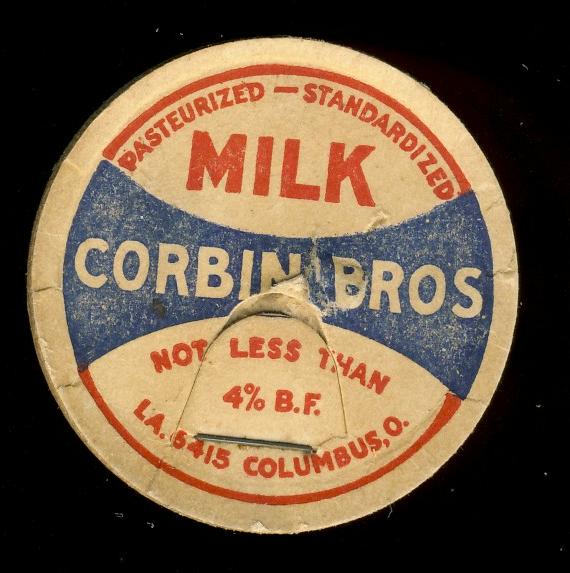 PASTEURIZED — STANDARDIZED
MILK
CORBIN BROS
NOT LESS THAN
4% B.F.
LA. 5415 COLUMBUS, O.